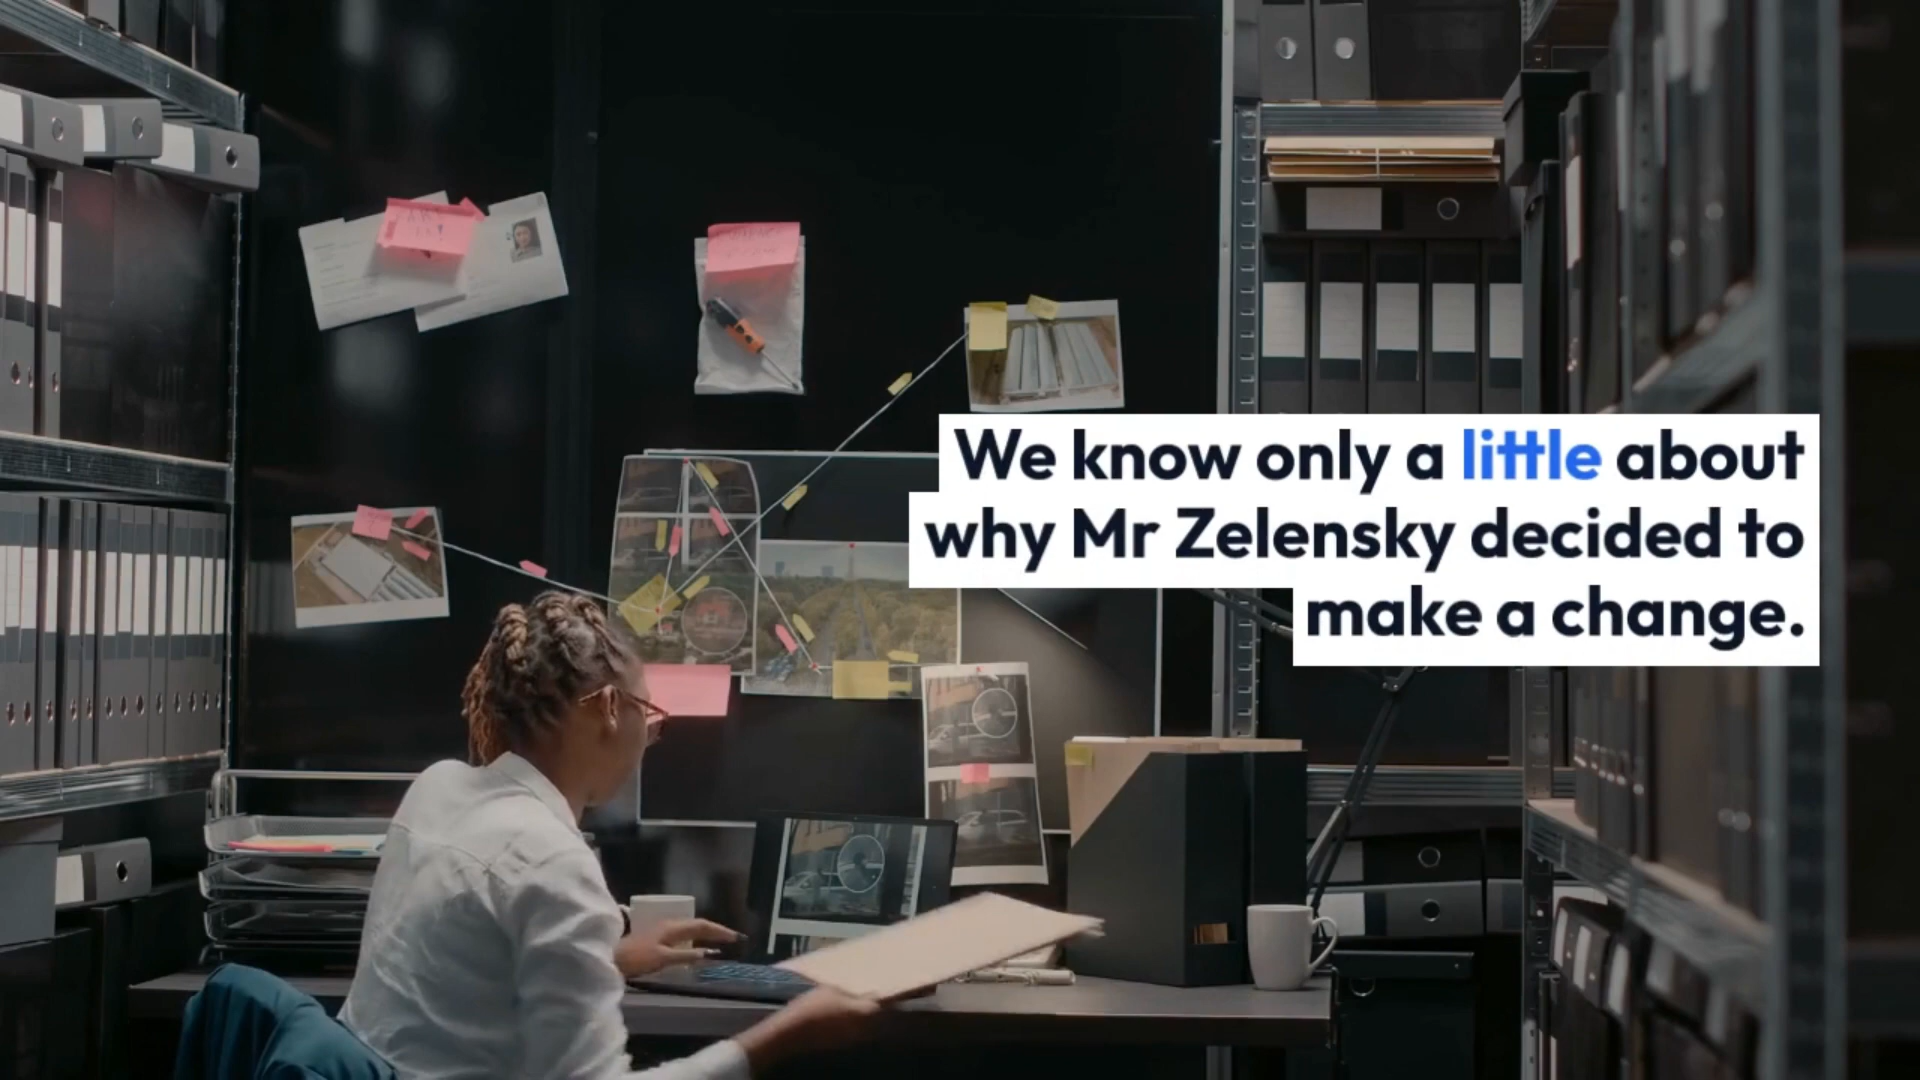 We know only a little about
why Mr Zelensky decided to
make a change.